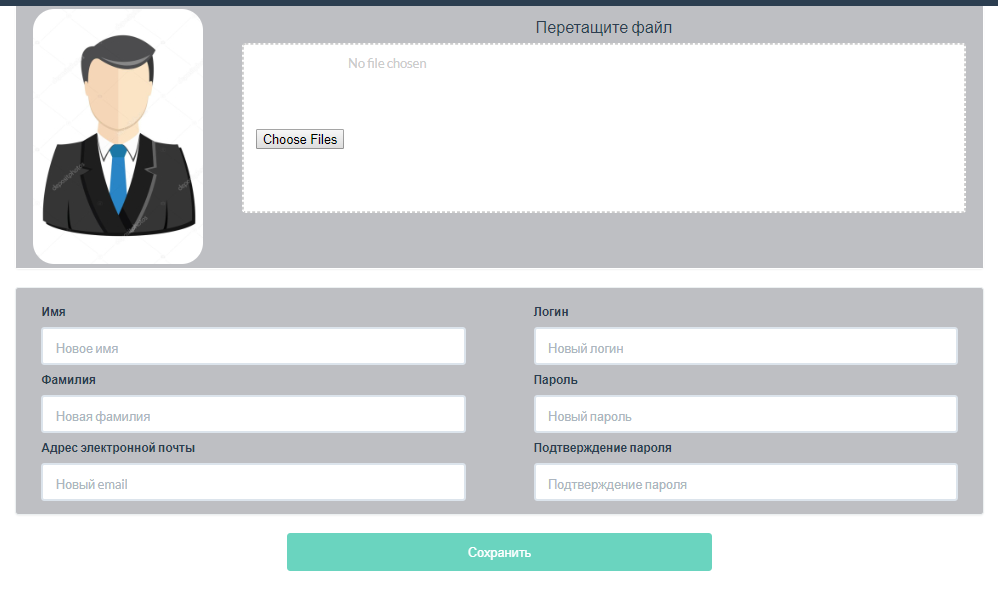 Перетащите файл
No file chosen
Choose Files
depositphotos
Имя
Логин
Новое имя
Новый логин
Фамилия
Пароль
Новая фамилия
Новый пароль
Адрес электронной почты
Подтверждение пароля
Новый email
Подтверждение пароля
Сохранить